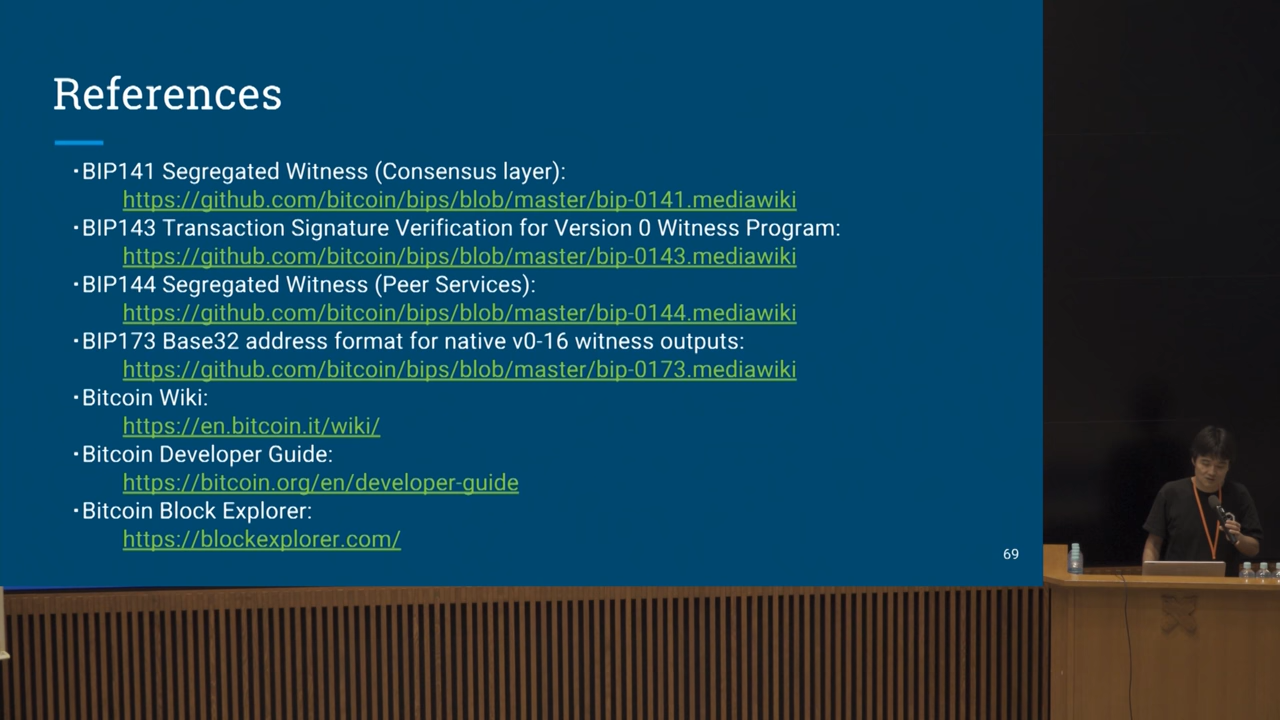 References
・BIP141 Segregated Witness (Consensus layer):
https://github.com/bitcoin/bips/blob/master/bip-0141.mediawiki
・BIP143 Transaction Signature Verification for Version 0 Witness Program:
https://github.com/bitcoin/bips/blob/master/bip-0143.mediawiki
・BIP144 Segregated Witness (Peer Services):
https://github.com/bitcoin/bips/blob/master/bip-0144.mediawiki
・BIP173 Base32 address format for native v0-16 witness outputs:
https://github.com/bitcoin/bips/blob/master/bip-0173.mediawiki
・Bitcoin Wiki:
https://en.bitcoin.it/wiki/
・Bitcoin Developer Guide:
https://bitcoin.org/en/developer-guide
・Bitcoin Block Explorer:
https://blockexplorer.com/
69